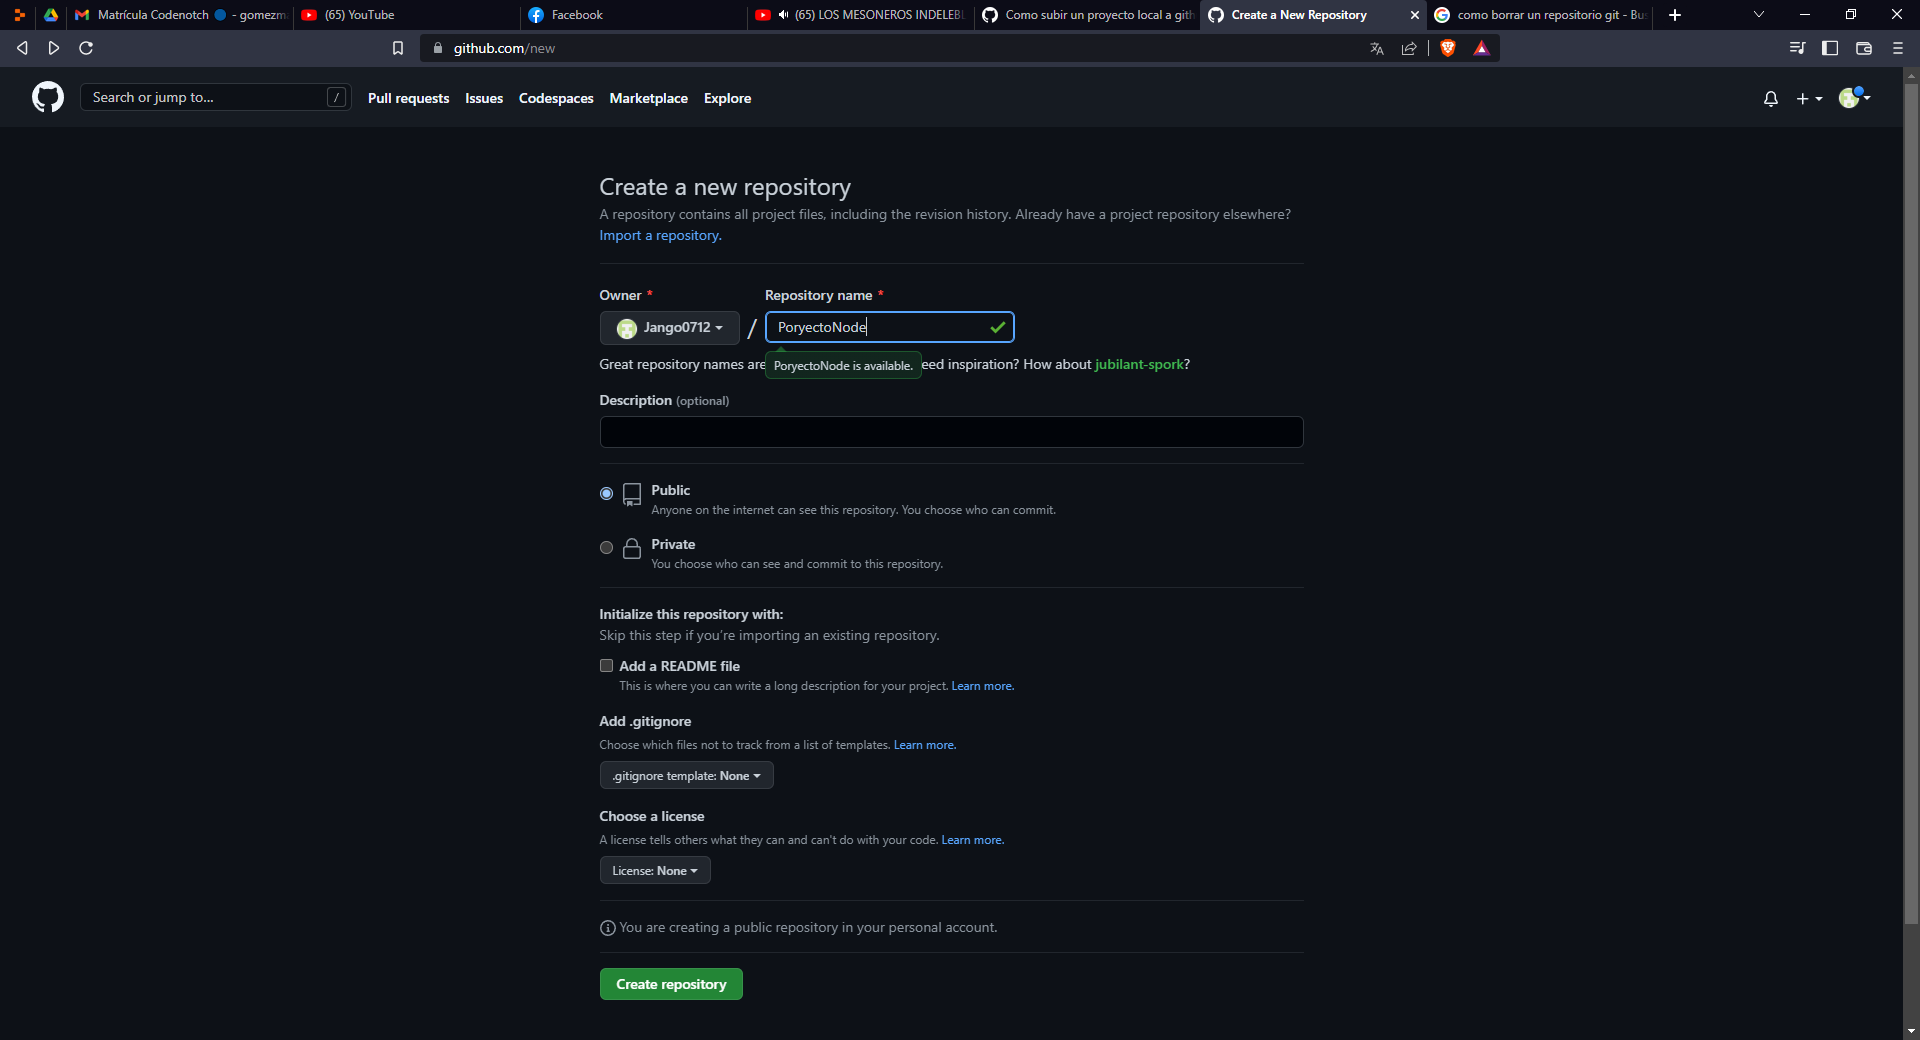 Matrícula Codenotch - gomezm
(65) YouTube
Facebook
(65) LOS MESONEROS INDELEBL
Como subir un proyecto local a gith
Create a New Repository
como borrar un repositorio git - Bus
github.com/new
Search or jump to... /
Pull requests Issues Codespaces Marketplace Explore
Create a new repository
A repository contains all project files, including the revision history. Already have a project repository elsewhere?
Import a repository.
Owner * Repository name *
Jango0712 / PoryectoNode
Great repository names are eed inspiration? How about jubilant-spork?
PoryectoNode is available.
Description (optional)
Public
Anyone on the internet can see this repository. You choose who can commit.
Private
You choose who can see and commit to this repository.
Initialize this repository with:
Skip this step if you're importing an existing repository.
Add a README file
This is where you can write a long description for your project. Learn more.
Add .gitignore
Choose which files not to track from a list of templates. Learn more.
.gitignore template: None
Choose a license
A license tells others what they can and can't do with your code. Learn more.
License: None
You are creating a public repository in your personal account.
Create repository